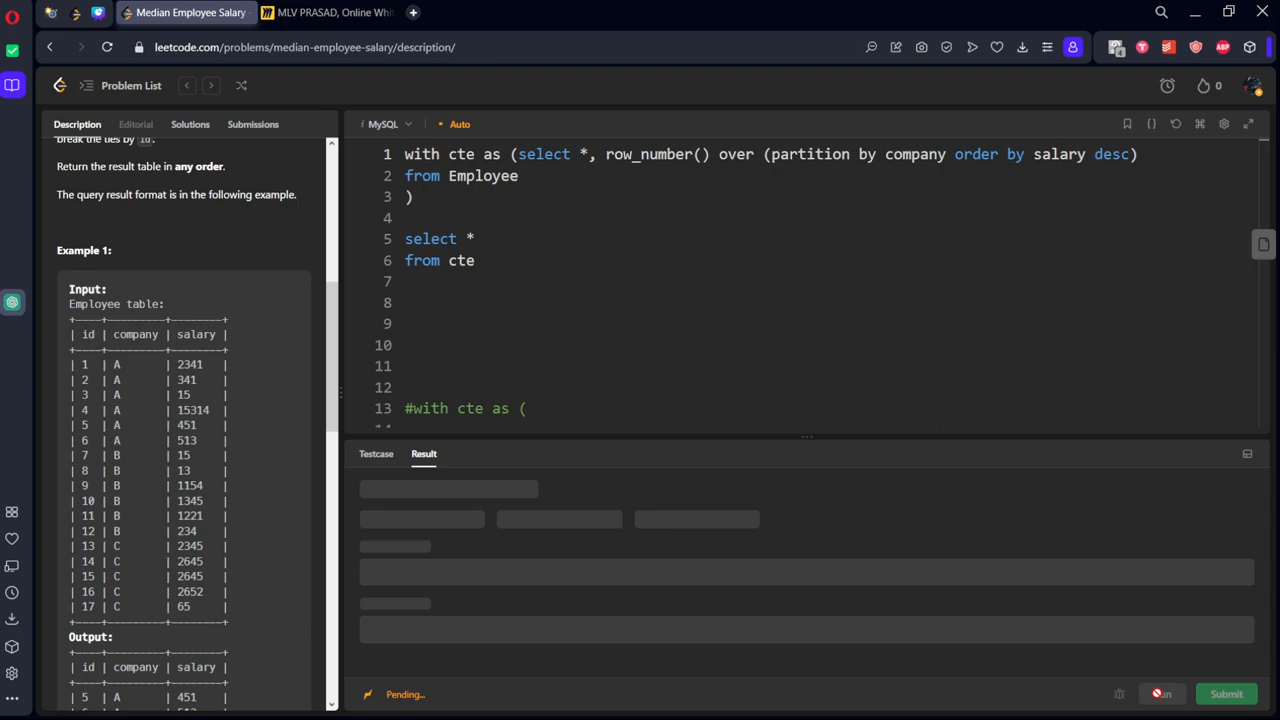 Median Employee Salary
MLV PRASAD, Online Whi
leetcode.com/problems/median-employee-salary/description/
Problem List
0
Description
Editorial
Solutions
Submissions
break the ties by id.
Return the result table in any order.
The query result format is in the following example.
Example 1:
Input:
Employee table:
+----+---------+--------+
| id | company | salary |
+----+---------+--------+
| 1 | A | 2341 |
| 2 | A | 341 |
| 3 | A | 15 |
| 4 | A | 15314 |
| 5 | A | 451 |
| 6 | A | 513 |
| 7 | B | 15 |
| 8 | B | 13 |
| 9 | B | 1154 |
| 10 | B | 1345 |
| 11 | B | 1221 |
| 12 | B | 234 |
| 13 | C | 2345 |
| 14 | C | 2645 |
| 15 | C | 2645 |
| 16 | C | 2652 |
| 17 | C | 65 |
+----+---------+--------+
Output:
+----+---------+--------+
| id | company | salary |
+----+---------+--------+
| 5 | A | 451 |
MySQL
Auto
1 with cte as (select *, row_number() over (partition by company order by salary desc)
2 from Employee
3 )
4
5 select *
6 from cte
7
8
9
10
11
12
13 #with cte as (
Testcase
Result
Pending...
Submit